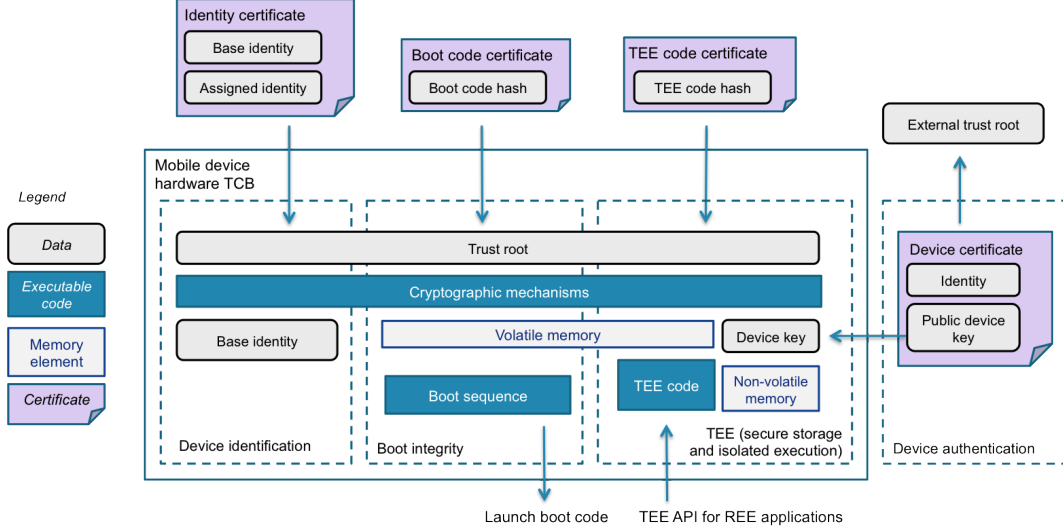 Identity certificate
Base identity
Assigned identity
Boot code certificate
Boot code hash
TEE code certificate
TEE code hash
External trust root
Mobile device
hardware TCB
Legend
Data
Executable
code
Memory
element
Certificate
Trust root
Cryptographic mechanisms
Base identity
Volatile memory
Device key
Boot sequence
TEE code
Non-volatile
memory
Device identification
Boot integrity
TEE (secure storage
and isolated execution)
Device certificate
Identity
Public device
key
Device authentication
Launch boot code
TEE API for REE applications